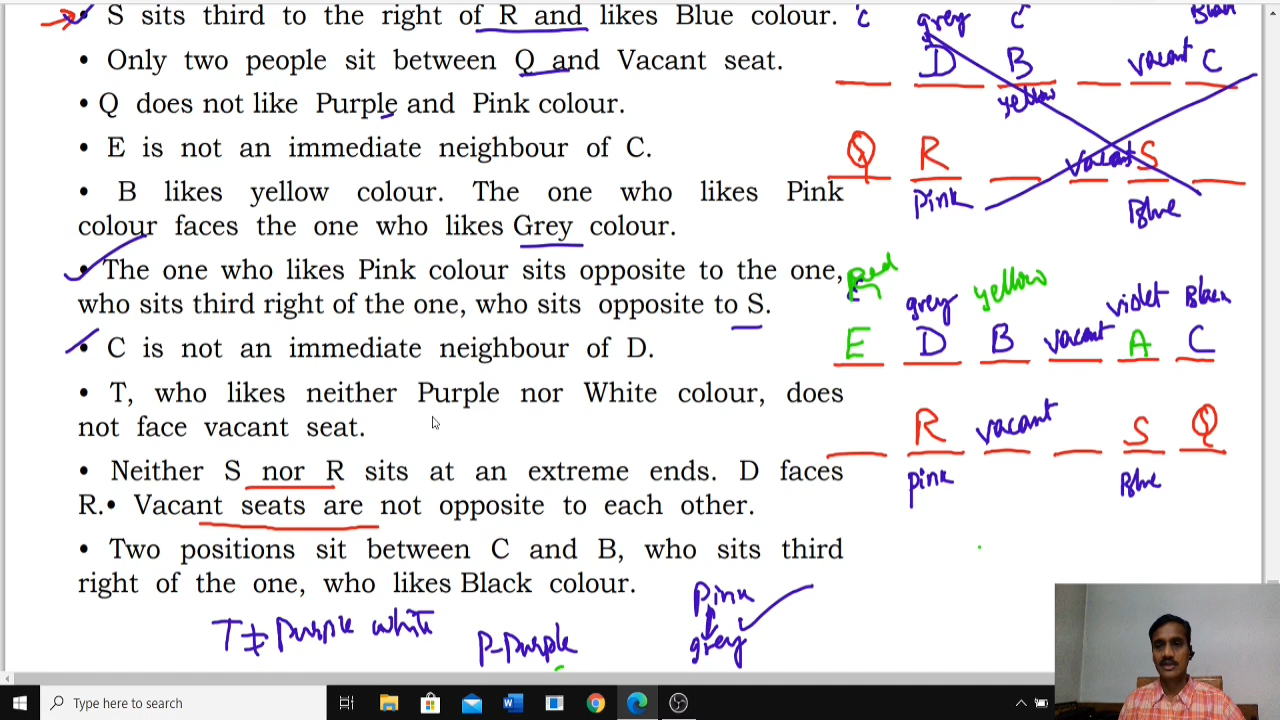 S sits third to the right of R and likes Blue colour.
• Only two people sit between Q and Vacant seat.
• Q does not like Purple and Pink colour.
• E is not an immediate neighbour of C.
• B likes yellow colour. The one who likes Pink
colour faces the one who likes Grey colour.
• The one who likes Pink colour sits opposite to the one,
who sits third right of the one, who sits opposite to S.
• C is not an immediate neighbour of D.
• T, who likes neither Purple nor White colour, does
not face vacant seat.
• Neither S nor R sits at an extreme ends. D faces
R.• Vacant seats are not opposite to each other.
• Two positions sit between C and B, who sits third
right of the one, who likes Black colour.
T ≠ purple white
P-purple
pink
grey
grey
D B vacant C
yellow
Q R vacant S
Pink Blue
Red grey yellow violet Black
E D B vacant A C
R vacant S Q
pink Blue
Type here to search